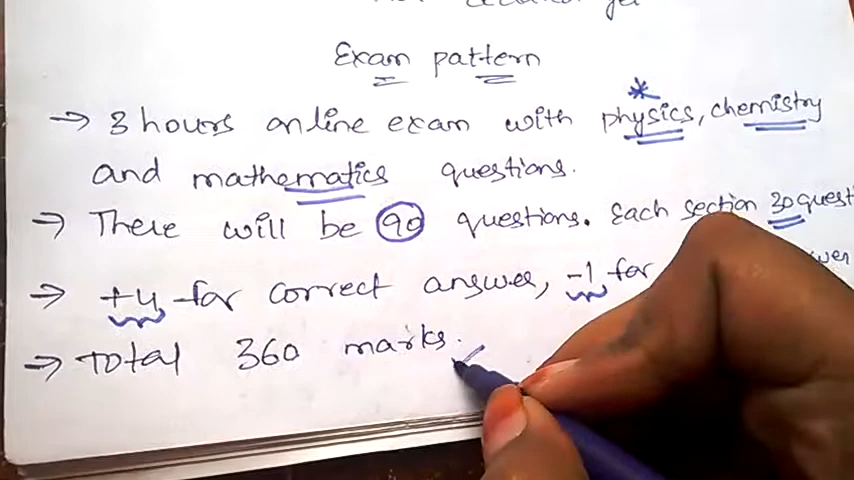 Exam pattern
→ 3 hours online exam with physics, chemistry
and mathematics questions.
→ There will be 90 questions. Each section 30 quest
→ +4 for correct answer, -1 for
→ Total 360 marks.